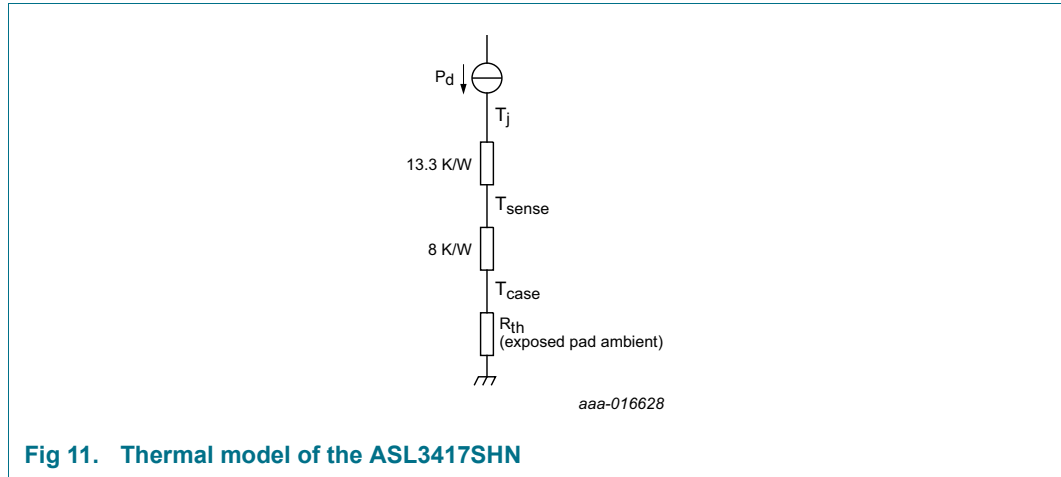 Pd
Tj
13.3 K/W
Tsense
8 K/W
Tcase
Rth
(exposed pad ambient)
aaa-016628
Fig 11. Thermal model of the ASL3417SHN